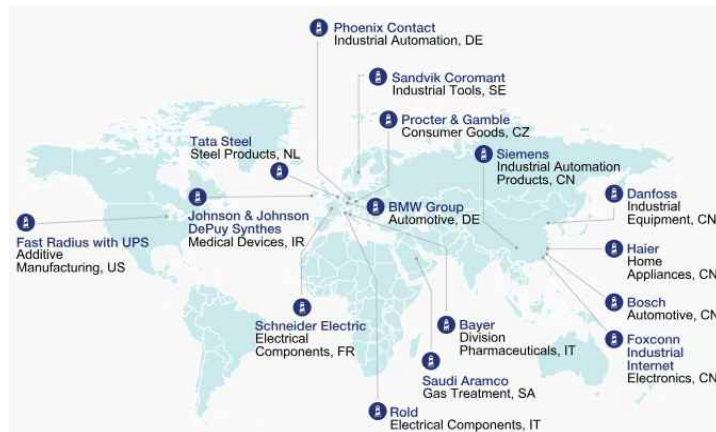 Phoenix Contact
Industrial Automation, DE
Sandvik Coromant
Industrial Tools, SE
Procter & Gamble
Consumer Goods, CZ
Tata Steel
Steel Products, NL
Siemens
Industrial Automation
Products, CN
Johnson & Johnson
DePuy Synthes
Medical Devices, IR
BMW Group
Automotive, DE
Danfoss
Industrial
Equipment, CN
Fast Radius with UPS
Additive
Manufacturing, US
Haier
Home
Appliances, CN
Bosch
Automotive, CN
Schneider Electric
Electrical
Components, FR
Bayer
Division
Pharmaceuticals, IT
Foxconn
Industrial
Internet
Electronics, CN
Saudi Aramco
Gas Treatment, SA
Rold
Electrical Components, IT